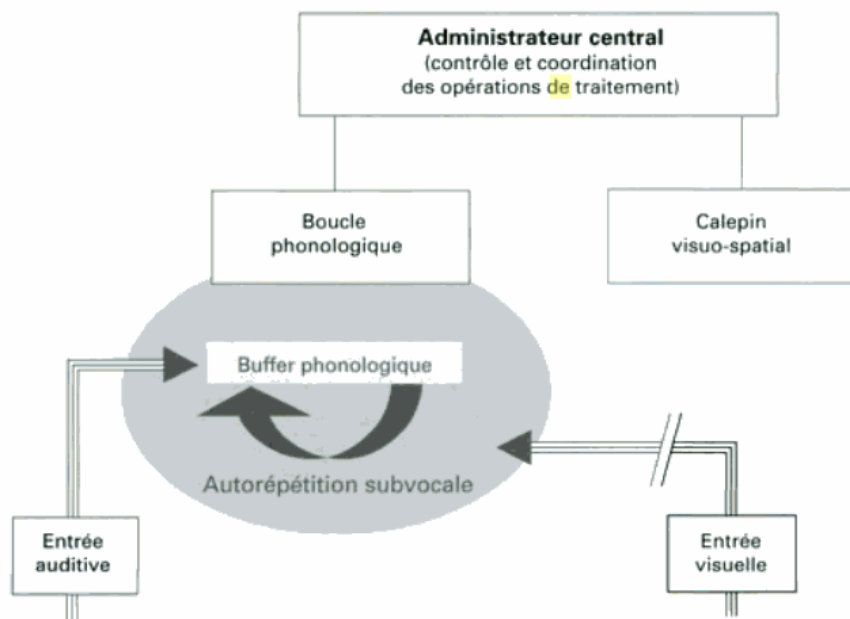 Administrateur central
(contrôle et coordination
des opérations de traitement)
Boucle
phonologique
Calepin
visuo-spatial
Buffer phonologique
Autorépétition subvocale
Entrée
auditive
Entrée
visuelle